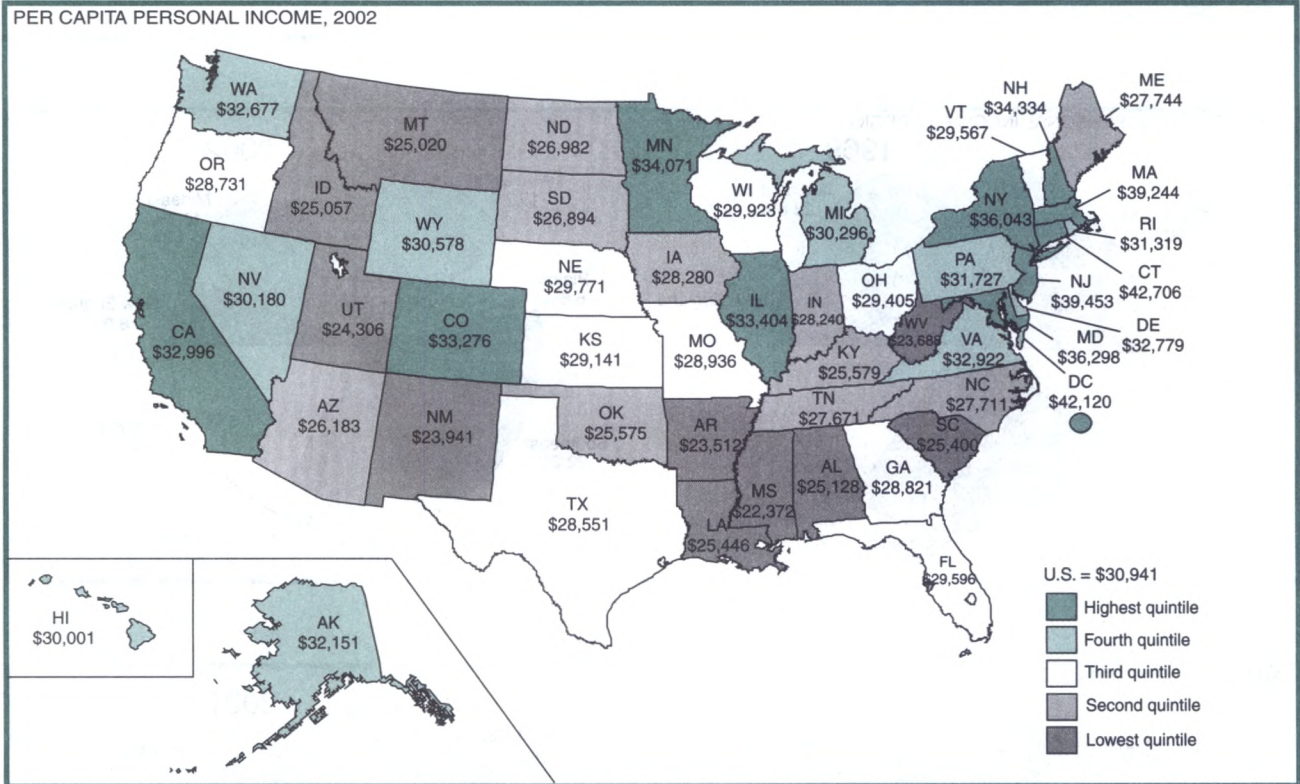 PER CAPITA PERSONAL INCOME, 2002
WA
$32,677
OR
$28,731
CA
$32,996
NV
$30,180
ID
$25,057
MT
$25,020
WY
$30,578
UT
$24,306
CO
$33,276
AZ
$26,183
NM
$23,941
ND
$26,982
SD
$26,894
NE
$29,771
KS
$29,141
OK
$25,575
TX
$28,551
MN
$34,071
IA
$28,280
MO
$28,936
AR
$23,512
LA
$25,446
WI
$29,923
IL
$33,404
MI
$30,296
IN
$28,240
OH
$29,405
KY
$25,579
TN
$27,671
MS
$22,372
AL
$25,128
GA
$28,821
FL
$29,596
SC
$25,400
NC
$27,711
VA
$32,922
WV
$23,688
PA
$31,727
NY
$36,043
VT
$29,567
NH
$34,334
ME
$27,744
MA
$39,244
RI
$31,319
CT
$42,706
NJ
$39,453
DE
$32,779
MD
$36,298
DC
$42,120
HI
$30,001
AK
$32,151
U.S. = $30,941
Highest quintile
Fourth quintile
Third quintile
Second quintile
Lowest quintile